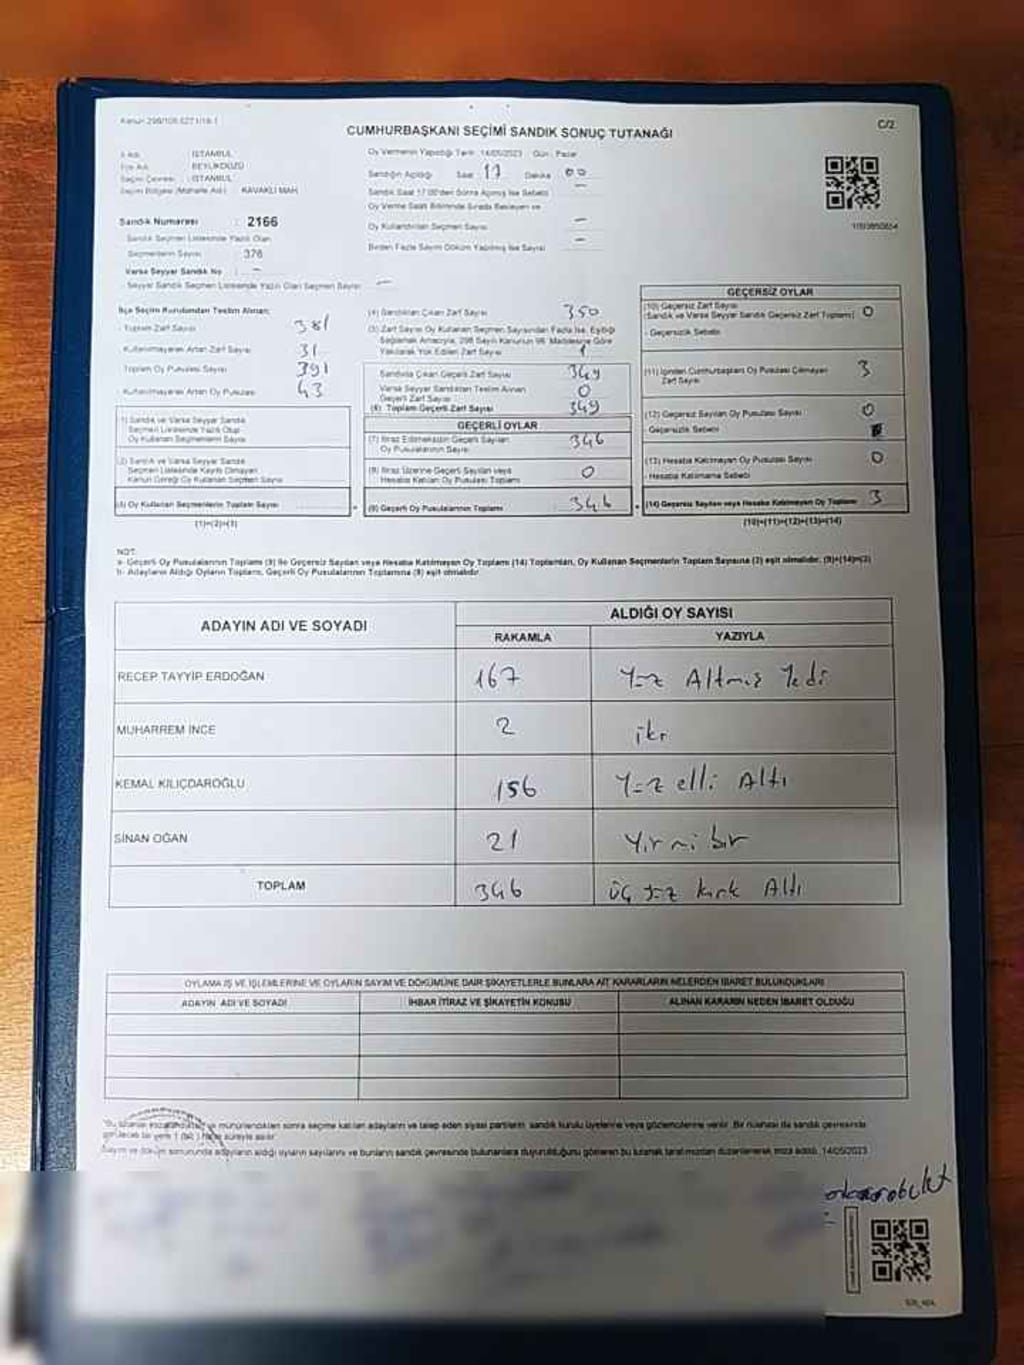 Kanun 298/105 6271/18-1
C/2
CUMHURBAŞKANI SEÇİMİ SANDIK SONUÇ TUTANAĞI
İl Adı : İSTANBUL
İlçe Adı : BEYLİKDÜZÜ
Seçim Çevresi : İSTANBUL
Seçim Bölgesi (Mahalle Adı) : KAVAKLI MAH.
Sandık Numarası : 2166
Sandık Seçmen Listesinde Yazılı Olan
Seçmenlerin Sayısı : 376
Varsa Seyyar Sandık No : -
Seyyar Sandık Seçmen Listesinde Yazılı Olan Seçmen Sayısı : -
Oy Vermenin Yapıldığı Tarih : 14/05/2023 Gün : Pazar
Sandığın Açıldığı Saat 17 Dakika 00
Sandık Saat 17:00'den Sonra Açılmış İse Sebebi -
Oy Verme Saati Bitiminde Sırada Bekleyen ve
Oy Kullandırılan Seçmen Sayısı -
Birden Fazla Sayım Döküm Yapılmış İse Sayısı -
İlçe Seçim Kurulundan Teslim Alınan;
- Toplam Zarf Sayısı 381
- Kullanılmayarak Artan Zarf Sayısı 31
Toplam Oy Pusulası Sayısı 391
- Kullanılmayarak Artan Oy Pusulası 43
(1) Sandık ve Varsa Seyyar Sandık
Seçmen Listesinde Yazılı Olup
Oy Kullanan Seçmenlerin Sayısı
(2) Sandık ve Varsa Seyyar Sandık
Seçmen Listesinde Kayıtlı Olmayan
Kanun Gereği Oy Kullanan Seçmen Sayısı
(3) Oy Kullanan Seçmenlerin Toplam Sayısı
(1)+(2)=(3)
(4) Sandıktan Çıkan Zarf Sayısı 350
(5) Zarf Sayısı Oy Kullanan Seçmen Sayısından Fazla İse, Eşitliği
Sağlamak Amacıyla, 298 Sayılı Kanunun 98. Maddesine Göre
Yakılarak Yok Edilen Zarf Sayısı 1
Sandıkta Çıkan Geçerli Zarf Sayısı 349
Varsa Seyyar Sandıktan Teslim Alınan
Geçerli Zarf Sayısı 0
(6) Toplam Geçerli Zarf Sayısı 349
GEÇERLİ OYLAR
(7) İtiraz Edilmeksizin Geçerli Sayılan
Oy Pusulalarının Sayısı 346
(8) İtiraz Üzerine Geçerli Sayılan veya
Hesaba Katılan Oy Pusulası Toplamı 0
(9) Geçerli Oy Pusulalarının Toplamı 346
GEÇERSİZ OYLAR
(10) Geçersiz Zarf Sayısı
(Sandık ve Varsa Seyyar Sandık Geçersiz Zarf Toplamı) 0
- Geçersizlik Sebebi
(11) İçinden Cumhurbaşkanı Oy Pusulası Çıkmayan
Zarf Sayısı 3
(12) Geçersiz Sayılan Oy Pusulası Sayısı 0
- Geçersizlik Sebebi
(13) Hesaba Katılmayan Oy Pusulası Sayısı 0
- Hesaba Katılmama Sebebi
(14) Geçersiz Sayılan veya Hesaba Katılmayan Oy Toplamı 3
(10)+(11)+(12)+(13)=(14)
NOT:
a- Geçerli Oy Pusulalarının Toplamı (9) ile Geçersiz Sayılan veya Hesaba Katılmayan Oy Toplamı (14) Toplamları, Oy Kullanan Seçmenlerin Toplam Sayısına (3) eşit olmalıdır. (9)+(14)=(3)
b- Adayların Aldığı Oyların Toplamı, Geçerli Oy Pusulalarının Toplamına (9) eşit olmalıdır.
ADAYIN ADI VE SOYADI
ALDIĞI OY SAYISI
RAKAMLA YAZIYLA
RECEP TAYYİP ERDOĞAN 167 Yüz Altmış Yedi
MUHARREM İNCE 2 iki
KEMAL KILIÇDAROĞLU 156 Yüz elli Altı
SİNAN OĞAN 21 Yirmi bir
TOPLAM 346 üç yüz kırk Altı
OYLAMA İŞ VE İŞLEMLERİNE VE OYLARIN SAYIM VE DÖKÜMÜNE DAİR ŞİKAYETLERLE BUNLARA AİT KARARLARIN NELERDEN İBARET BULUNDUKLARI
ADAYIN ADI VE SOYADI İHBAR İTİRAZ VE ŞİKAYETİN KONUSU ALINAN KARARIN NEDEN İBARET OLDUĞU
mühürlendikten sonra seçime katılan adayların ve talep eden siyasi partilerin, sandık kurulu üyelerine veya gözlemcilerine verilir. Bir nüshası da sandık çevresinde
Sayım ve döküm sonucunda adayların aldığı oyların sayılarını ve bunların sandık çevresinde bulunanlara duyurulduğunu gösteren bu tutanak tarafımızdan düzenlenerek imza edildi. 14/05/2023